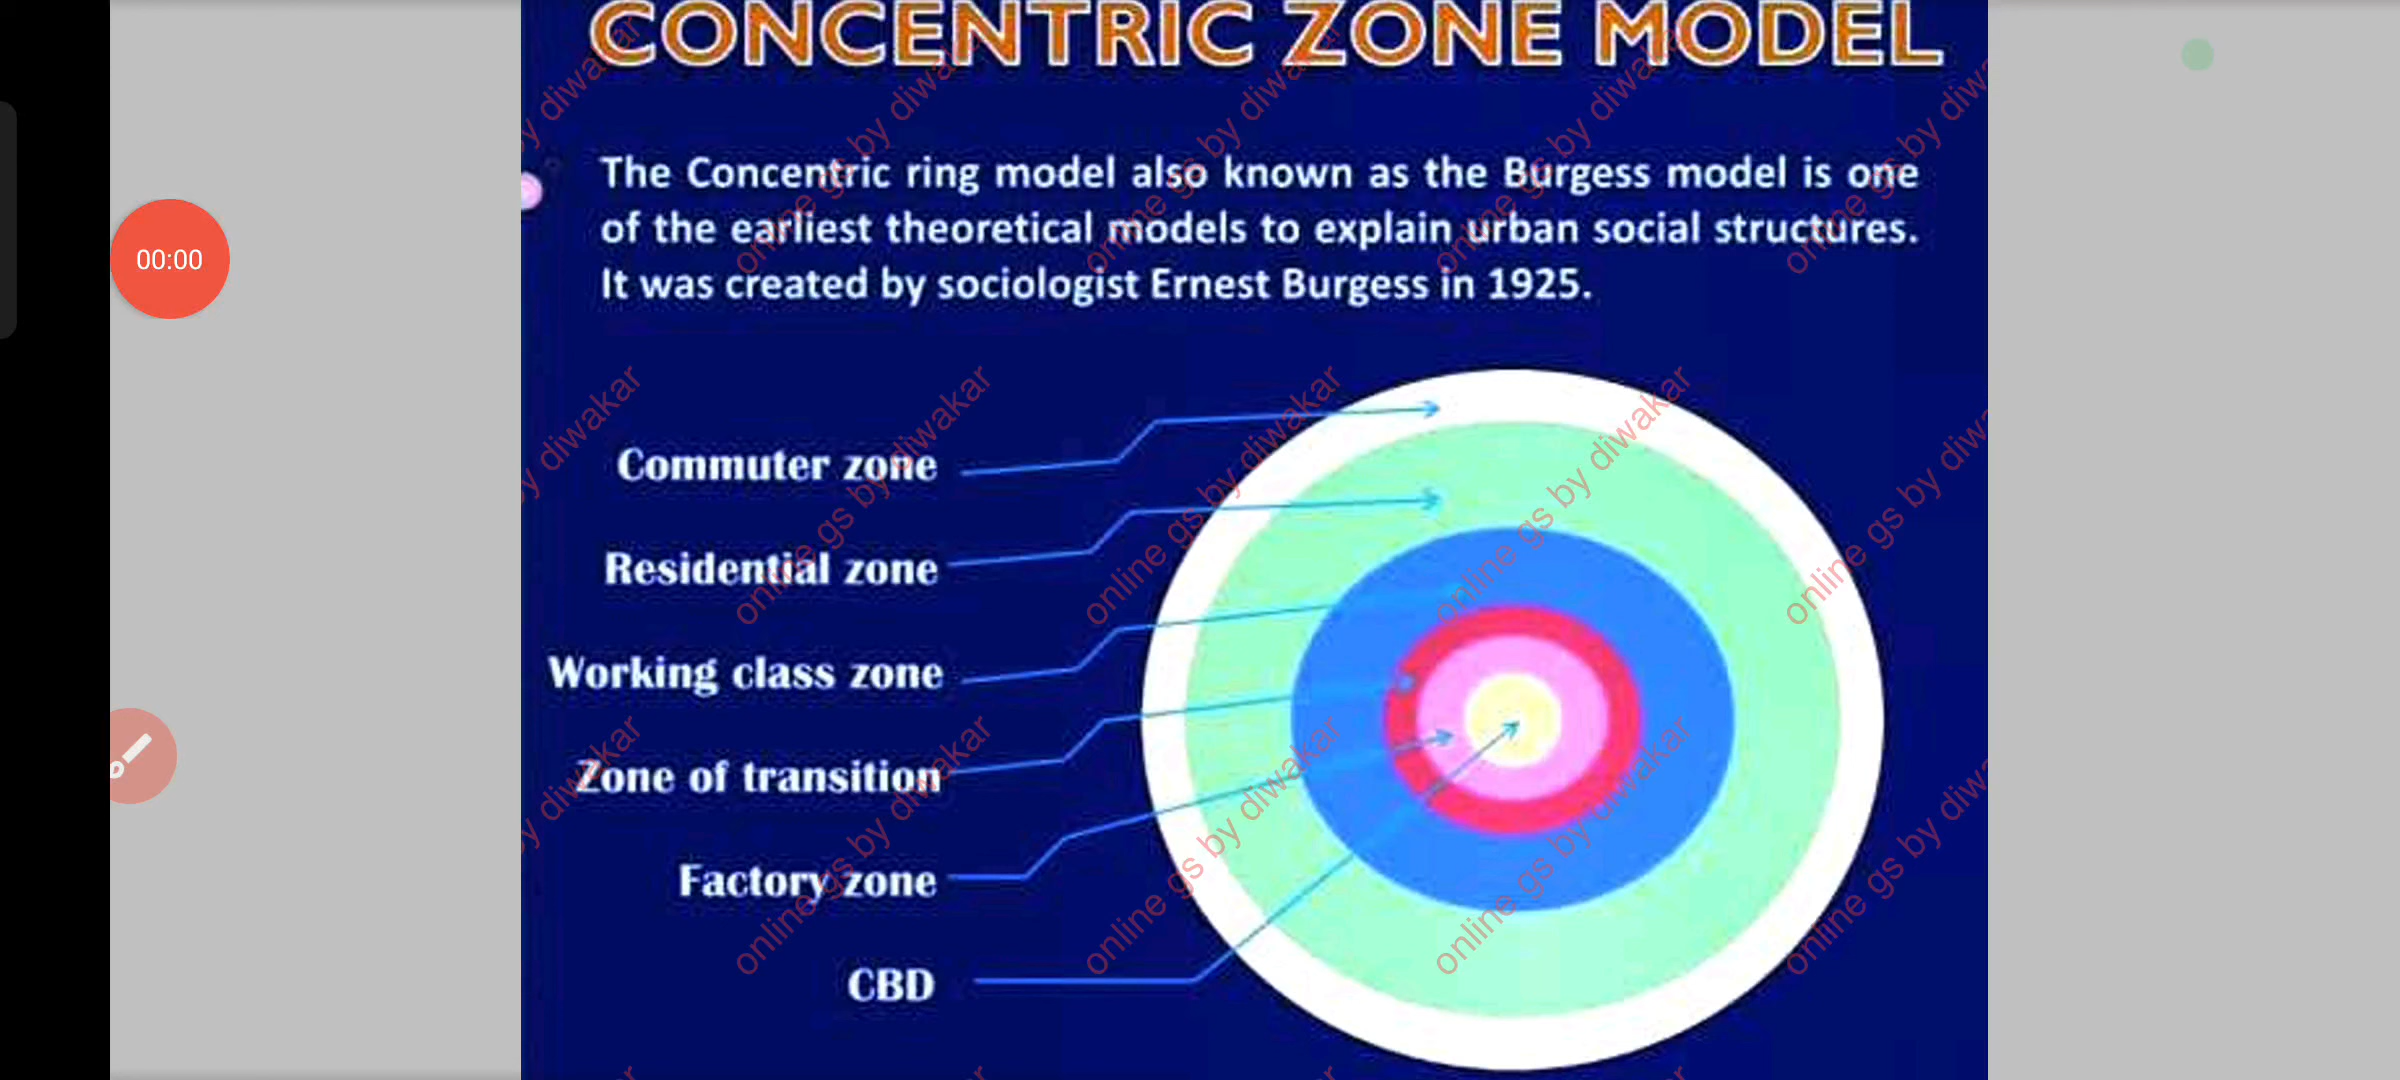 CONCENTRIC ZONE MODEL
The Concentric ring model also known as the Burgess model is one
of the earliest theoretical models to explain urban social structures.
It was created by sociologist Ernest Burgess in 1925.
00:00
Commuter zone
Residential zone
Working class zone
Zone of transition
Factory zone
CBD
online gs by diwakar